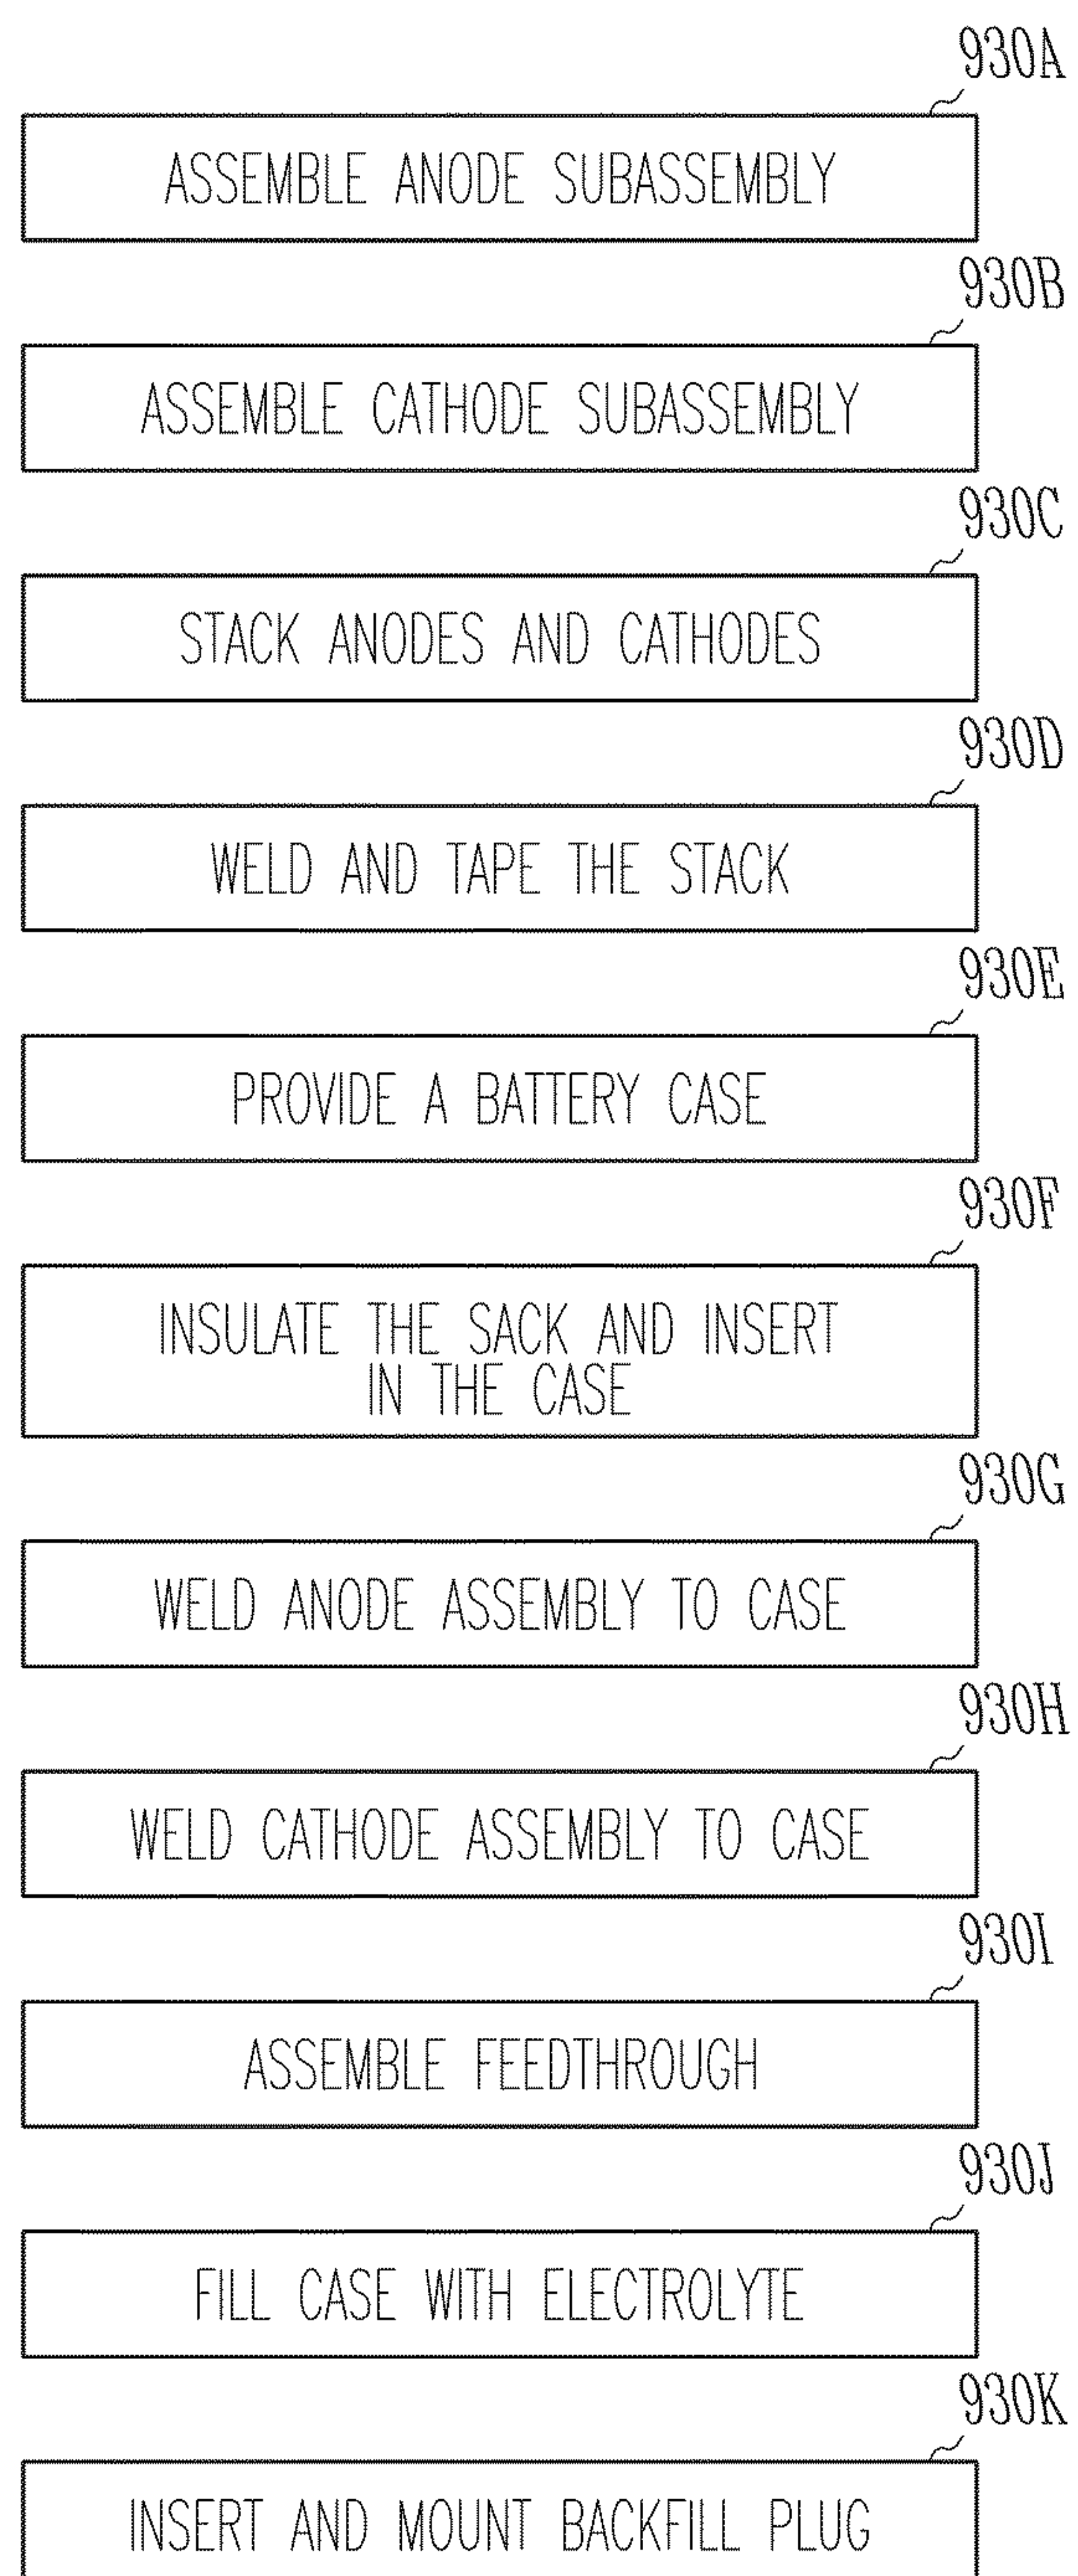 930A
ASSEMBLE ANODE SUBASSEMBLY
930B
ASSEMBLE CATHODE SUBASSEMBLY
930C
STACK ANODES AND CATHODES
930D
WELD AND TAPE THE STACK
930E
PROVIDE A BATTERY CASE
930F
INSULATE THE SACK AND INSERT
IN THE CASE
930G
WELD ANODE ASSEMBLY TO CASE
930H
WELD CATHODE ASSEMBLY TO CASE
930I
ASSEMBLE FEEDTHROUGH
930J
FILL CASE WITH ELECTROLYTE
930K
INSERT AND MOUNT BACKFILL PLUG